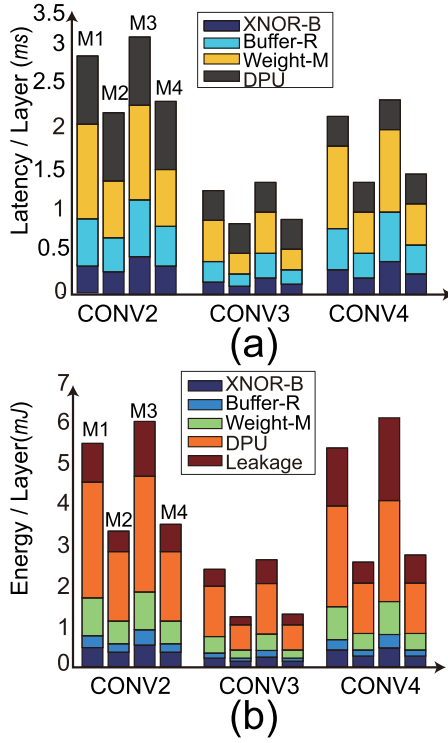 3.5
3
2.5
2
1.5
1
0.5
0
Latency / Layer (ms)
M1
M2
M3
M4
XNOR-B
Buffer-R
Weight-M
DPU
CONV2
CONV3
CONV4
(a)
7
6
5
4
3
2
1
0
Energy / Layer(mJ)
M1
M2
M3
M4
XNOR-B
Buffer-R
Weight-M
DPU
Leakage
CONV2
CONV3
CONV4
(b)